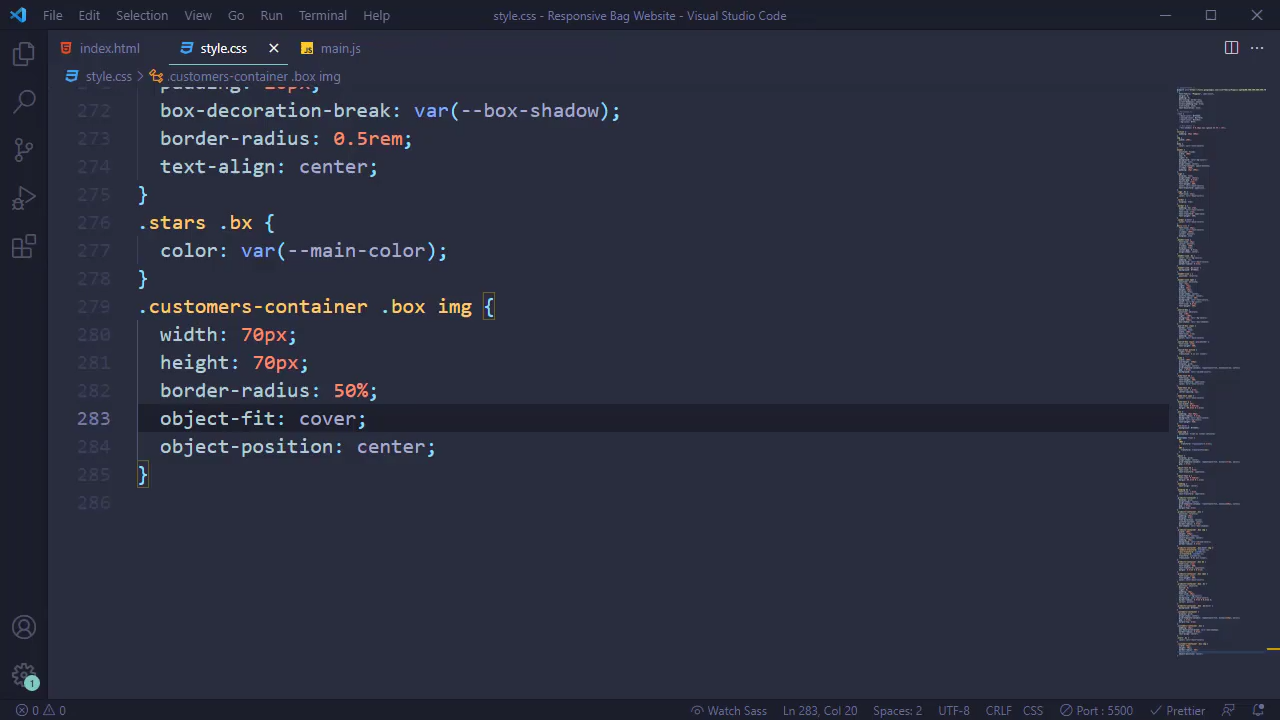 File Edit Selection View Go Run Terminal Help style.css - Responsive Bag Website - Visual Studio Code
index.html style.css main.js
style.css > .customers-container .box img
272 box-decoration-break: var(--box-shadow);
273 border-radius: 0.5rem;
274 text-align: center;
275 }
276 .stars .bx {
277 color: var(--main-color);
278 }
279 .customers-container .box img {
280 width: 70px;
281 height: 70px;
282 border-radius: 50%;
283 object-fit: cover;
284 object-position: center;
285 }
286
1
0 0 Watch Sass Ln 283, Col 20 Spaces: 2 UTF-8 CRLF CSS Port : 5500 Prettier